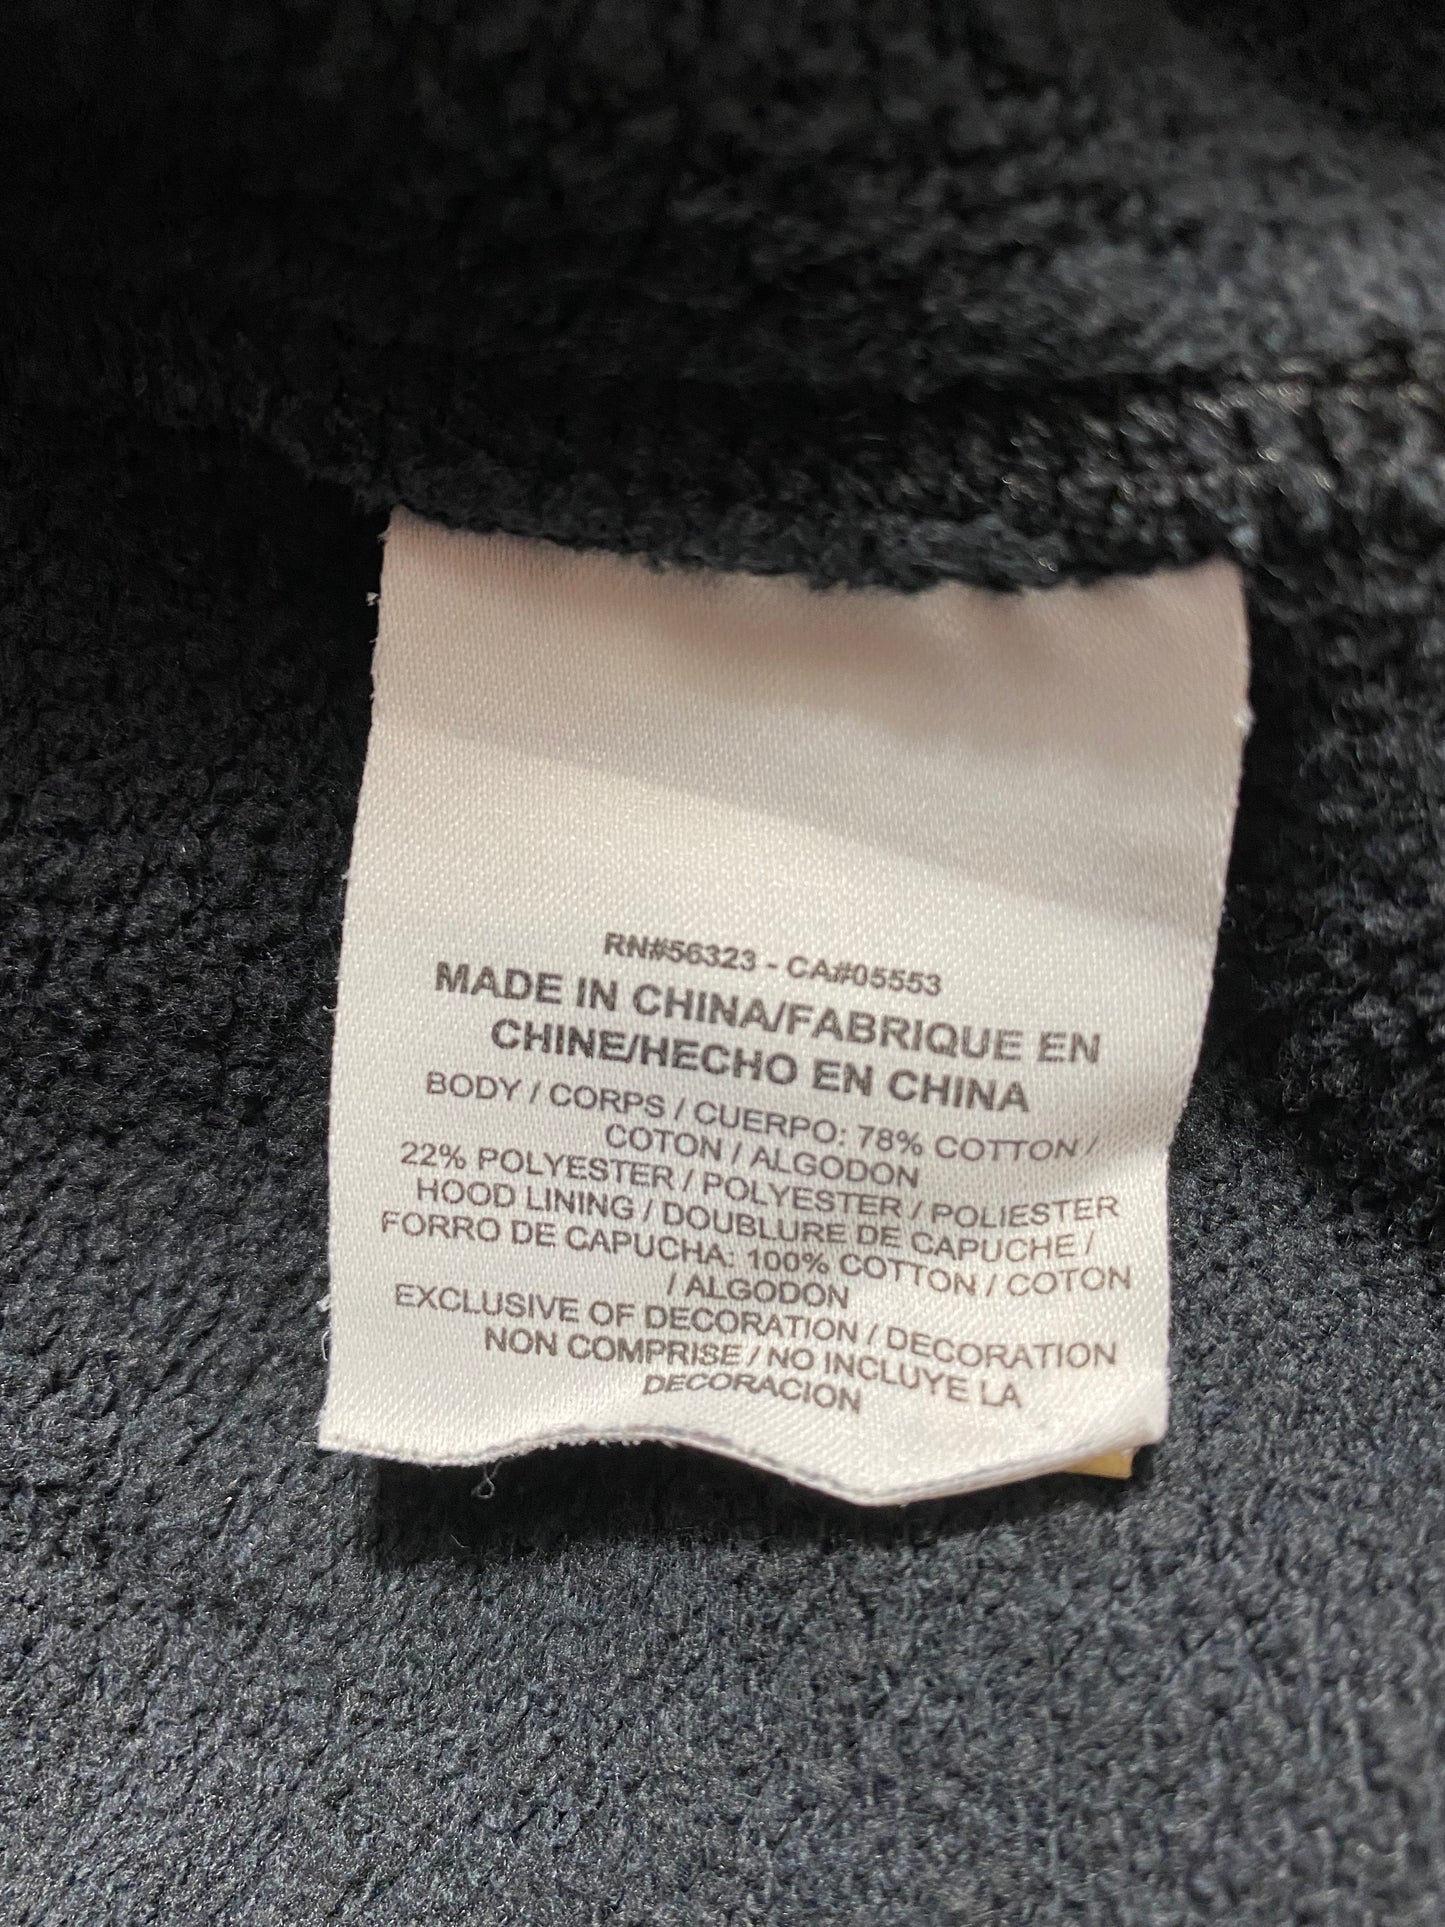 RN#56323 - CA#05553
MADE IN CHINA/FABRIQUE EN
CHINE/HECHO EN CHINA
BODY / CORPS / CUERPO: 78% COTTON /
COTON / ALGODON
22% POLYESTER / POLYESTER / POLIESTER
HOOD LINING / DOUBLURE DE CAPUCHE /
FORRO DE CAPUCHA: 100% COTTON / COTON
/ ALGODON
EXCLUSIVE OF DECORATION / DECORATION
NON COMPRISE / NO INCLUYE LA
DECORACION